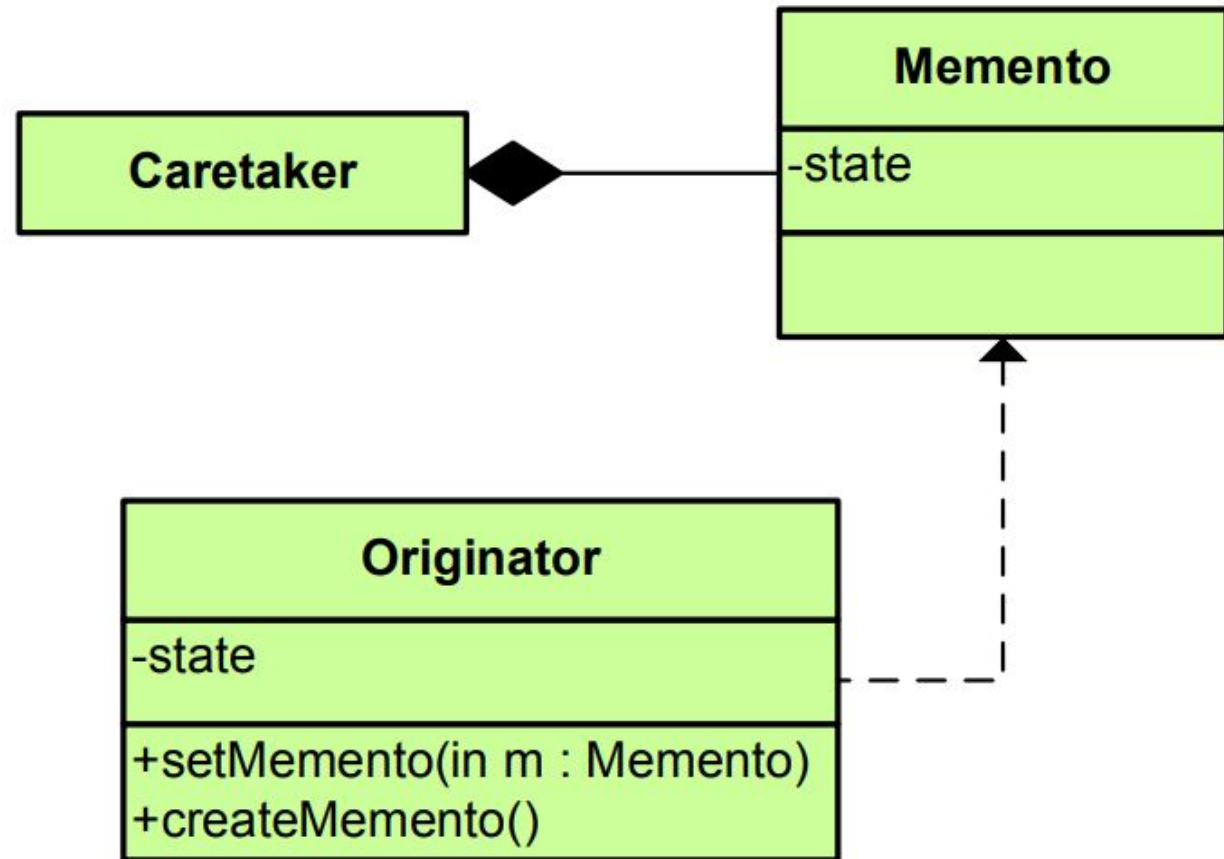 Memento
-state
Caretaker
Originator
-state
+setMemento(in m : Memento)
+createMemento()